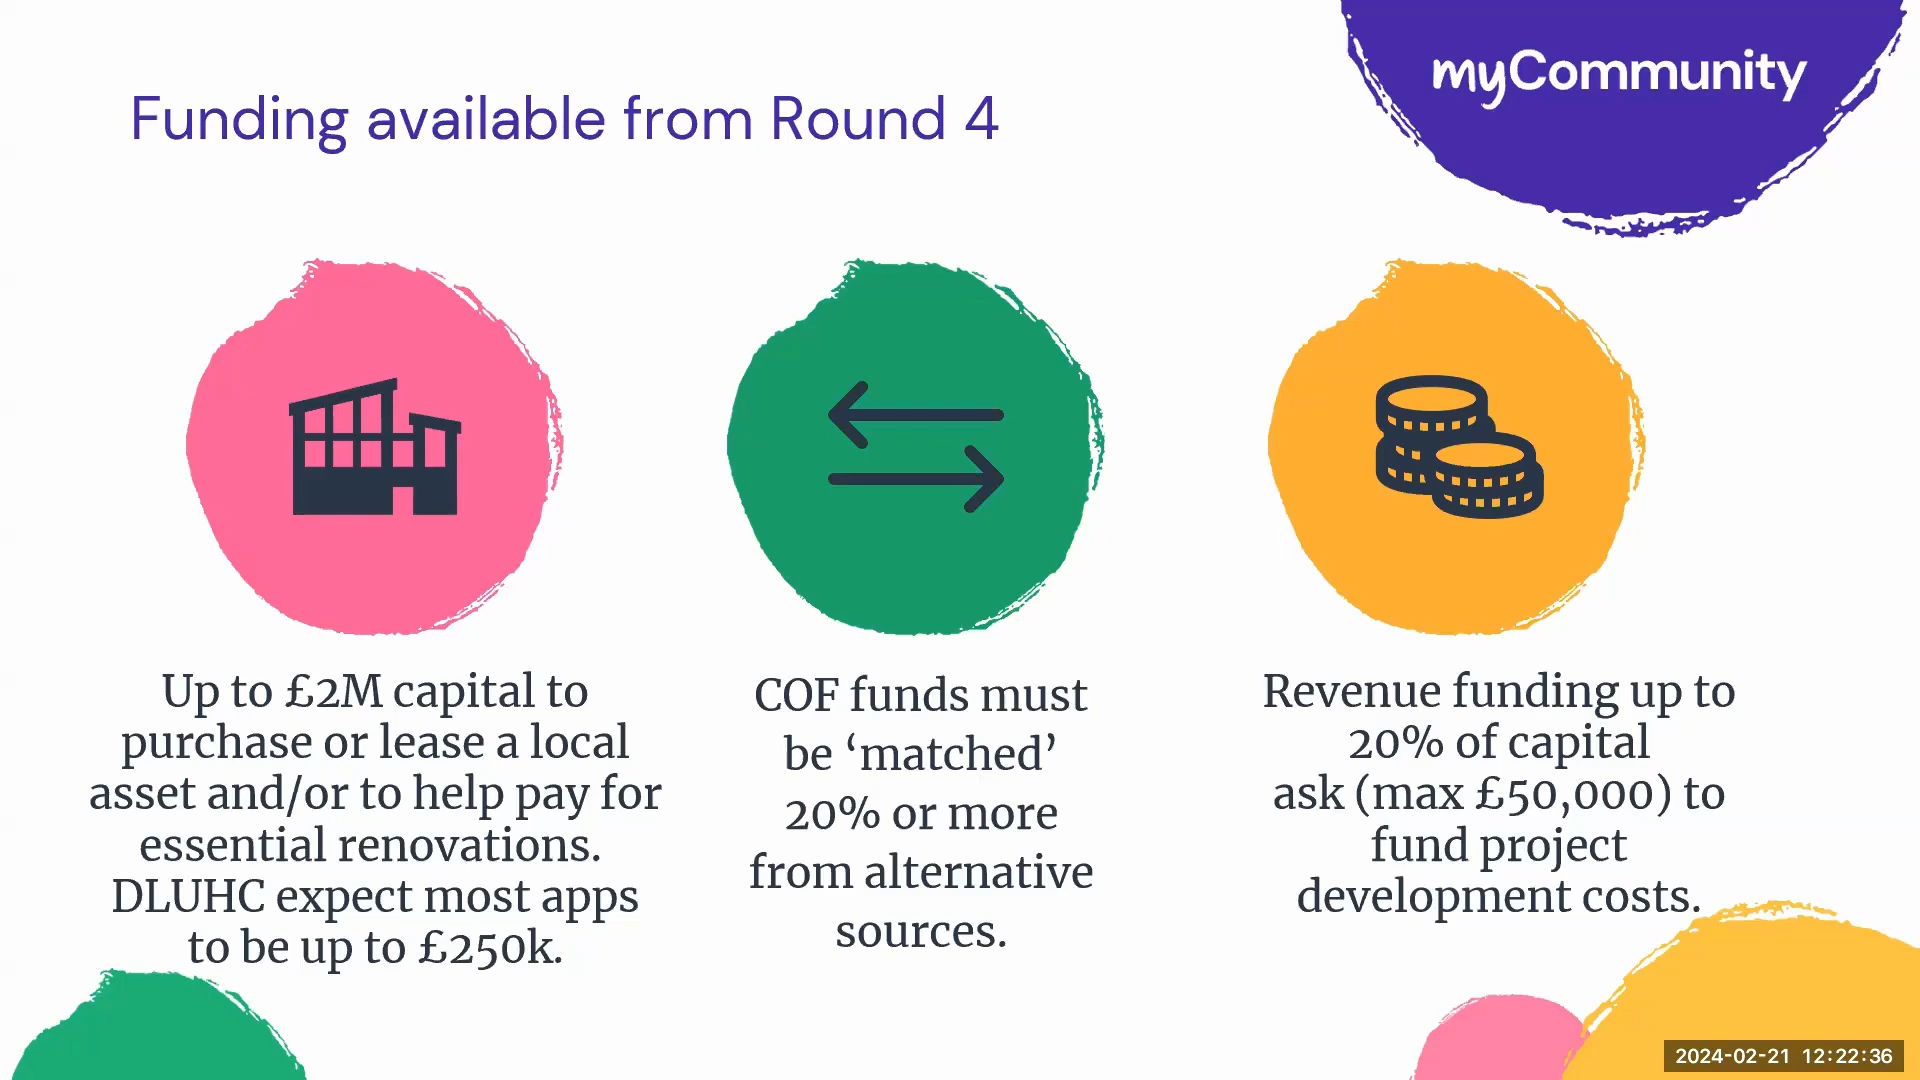 myCommunity
Funding available from Round 4
Up to £2M capital to
purchase or lease a local
asset and/or to help pay for
essential renovations.
DLUHC expect most apps
to be up to £250k.
COF funds must
be ‘matched’
20% or more
from alternative
sources.
Revenue funding up to
20% of capital
ask (max £50,000) to
fund project
development costs.
2024-02-21 12:22:36